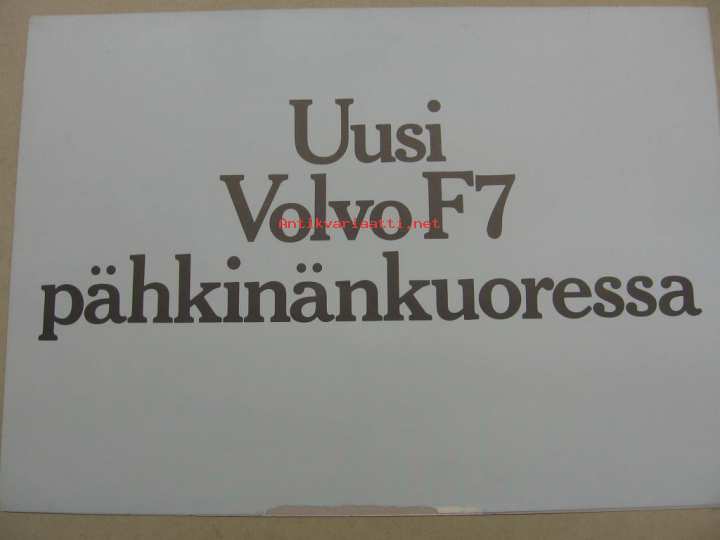 Uusi
Volvo F7
Antikvariaatti.net
pähkinänkuoressa